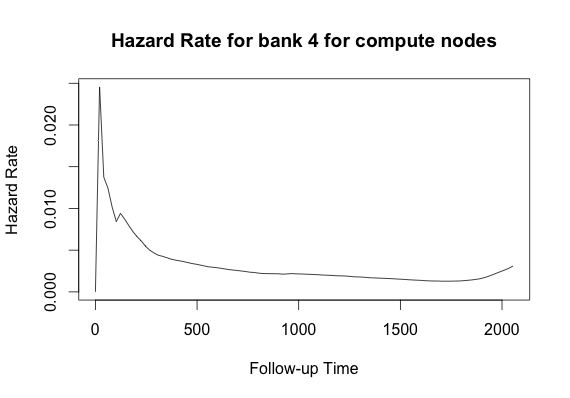 Hazard Rate for bank 4 for compute nodes
0.020
0.010
0.000
Hazard Rate
0 500 1000 1500 2000
Follow-up Time